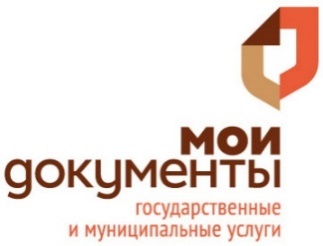 мои
документы
государственные
и муниципальные услуги